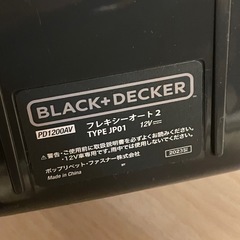 BLACK+DECKER
フレキシーオート 2
PD1200AV TYPE JP01 12V
⚠警告・ご使用前に取扱説明書を必ずよくお読みください。
・12V車専用です。雨中では使用しないでください。
ポップリベット・ファスナー株式会社
Made in China
2023